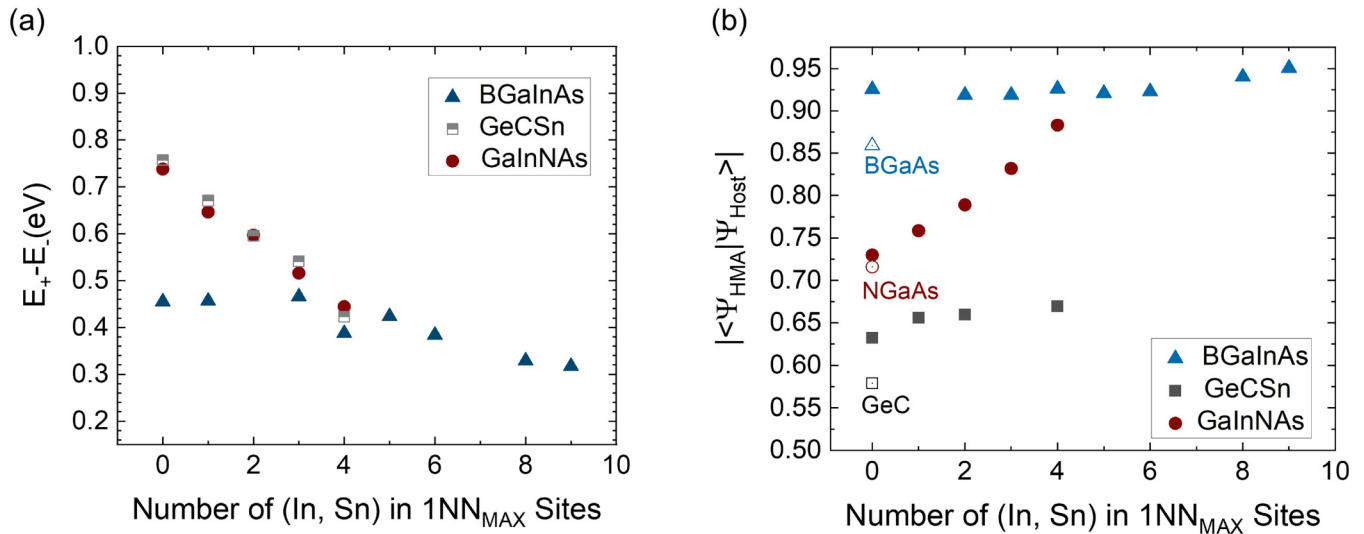 (a)
1.0
0.9
0.8
0.7
0.6
0.5
0.4
0.3
0.2
E+-E-(eV)
BGaInAs
GeCSn
GaInNAs
0 2 4 6 8 10
Number of (In, Sn) in 1NNMAX Sites
(b)
0.95
0.90
0.85
0.80
0.75
0.70
0.65
0.60
0.55
0.50
|<ΨHMA|ΨHost>|
BGaAs
NGaAs
GeC
BGaInAs
GeCSn
GaInNAs
0 2 4 6 8 10
Number of (In, Sn) in 1NNMAX Sites